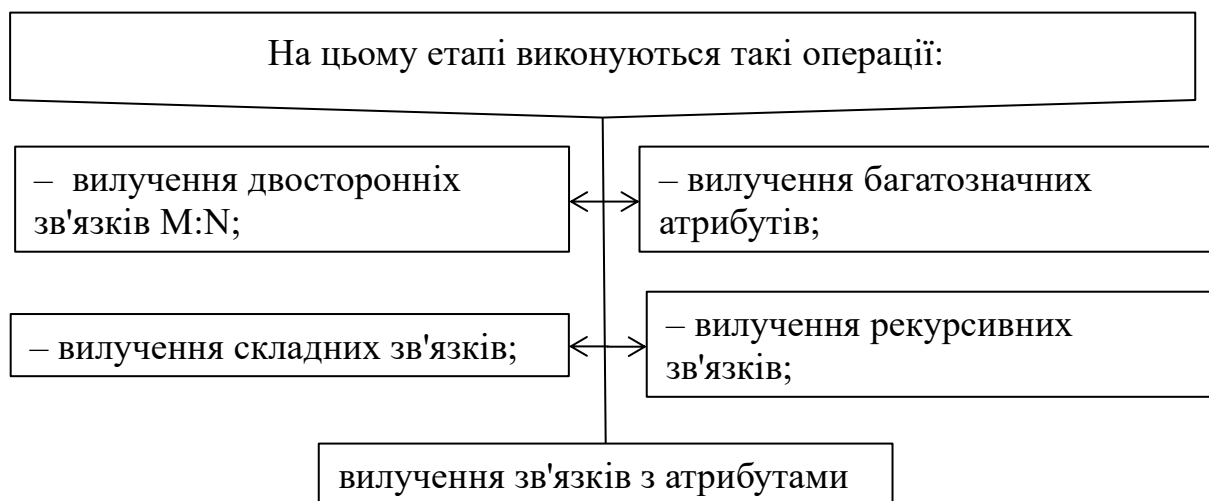 На цьому етапі виконуються такі операції:
– вилучення двосторонніх
зв'язків M:N;
– вилучення багатозначних
атрибутів;
– вилучення складних зв'язків;
– вилучення рекурсивних
зв'язків;
вилучення зв'язків з атрибутами